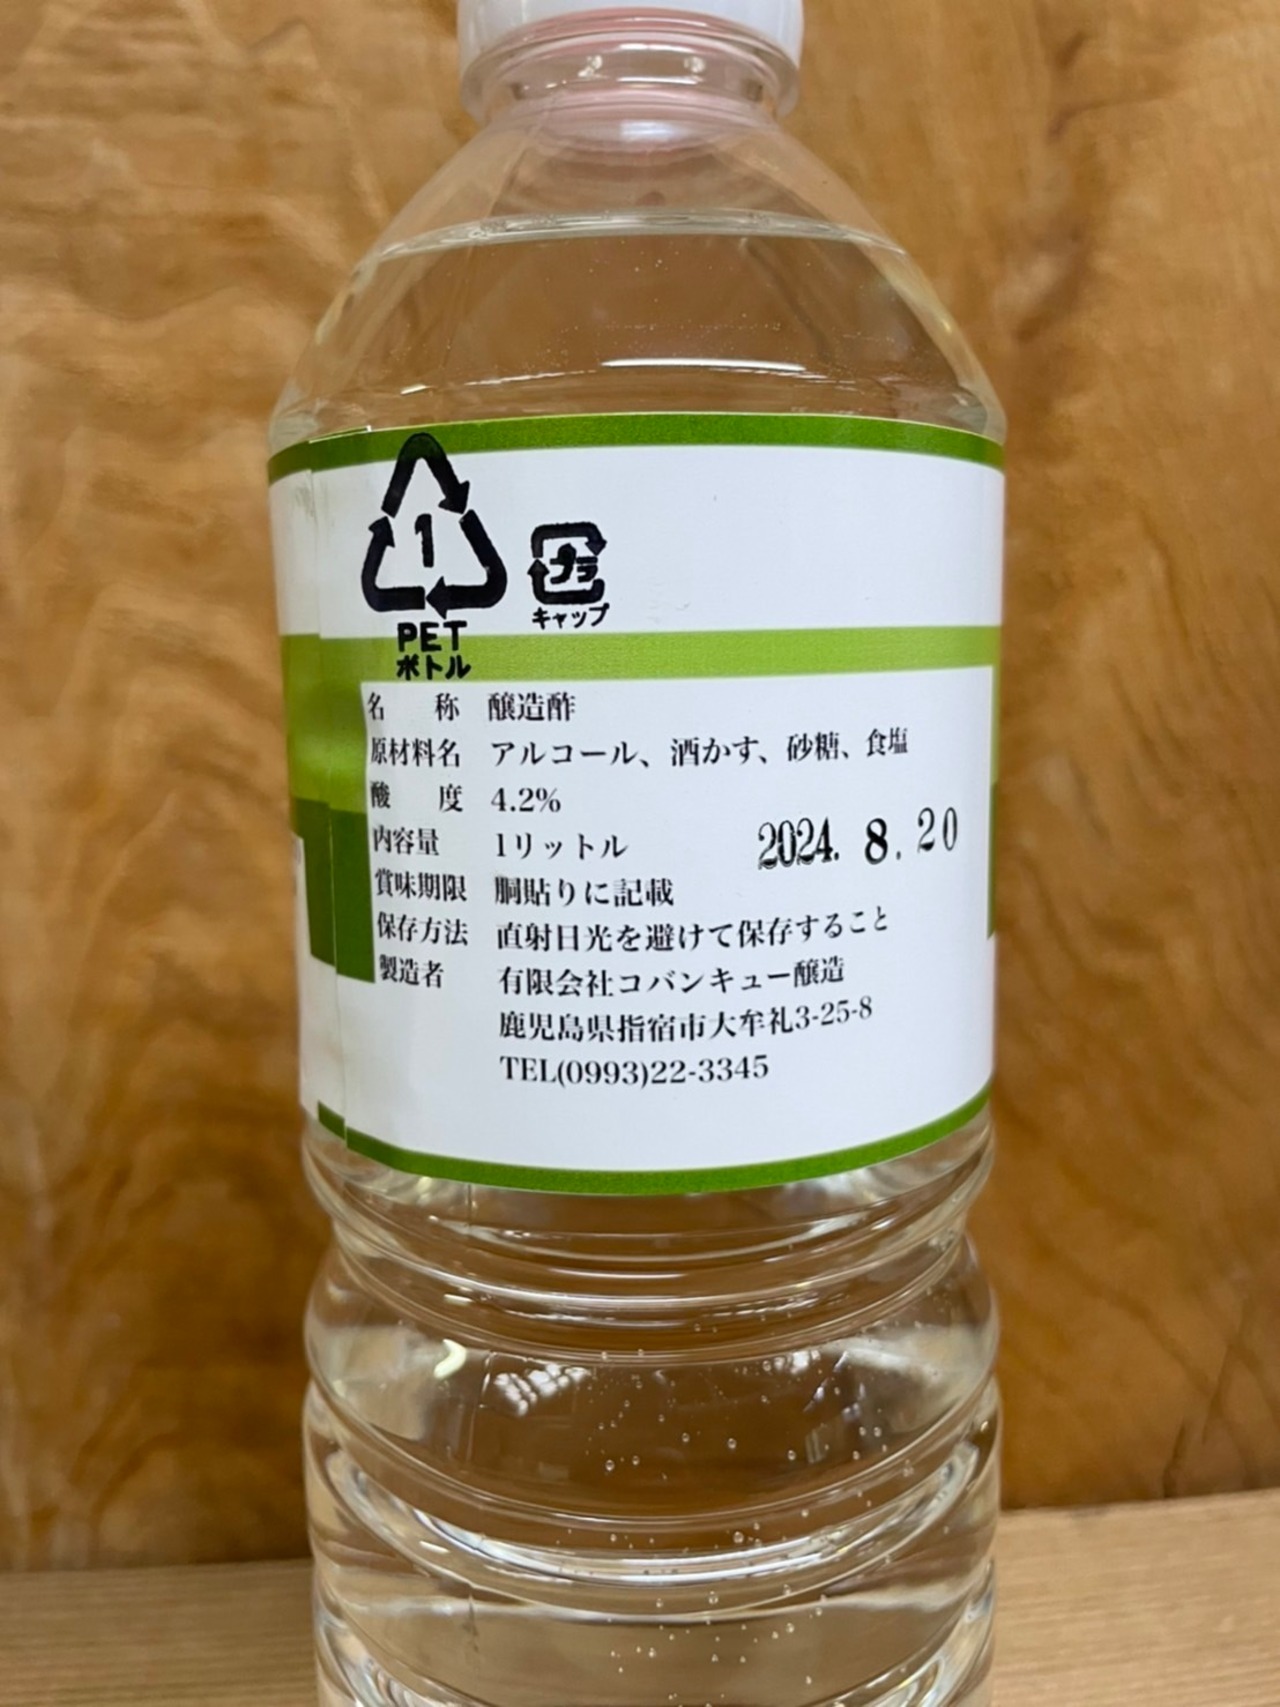 1
PET
ボトル
プラ
キャップ
名 称 醸造酢
原材料名 アルコール、酒かす、砂糖、食塩
酸 度 4.2%
内容量 1リットル 2024. 8. 20
賞味期限 胴貼りに記載
保存方法 直射日光を避けて保存すること
製造者 有限会社コバンキュー醸造
鹿児島県指宿市大牟礼3-25-8
TEL(0993)22-3345